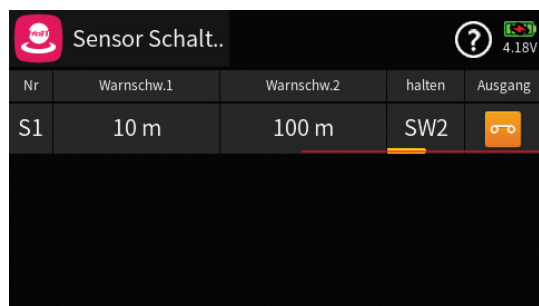 Sensor Schalt..
?
4.18V
Nr Warnschw.1 Warnschw.2 halten Ausgang
S1 10 m 100 m SW2